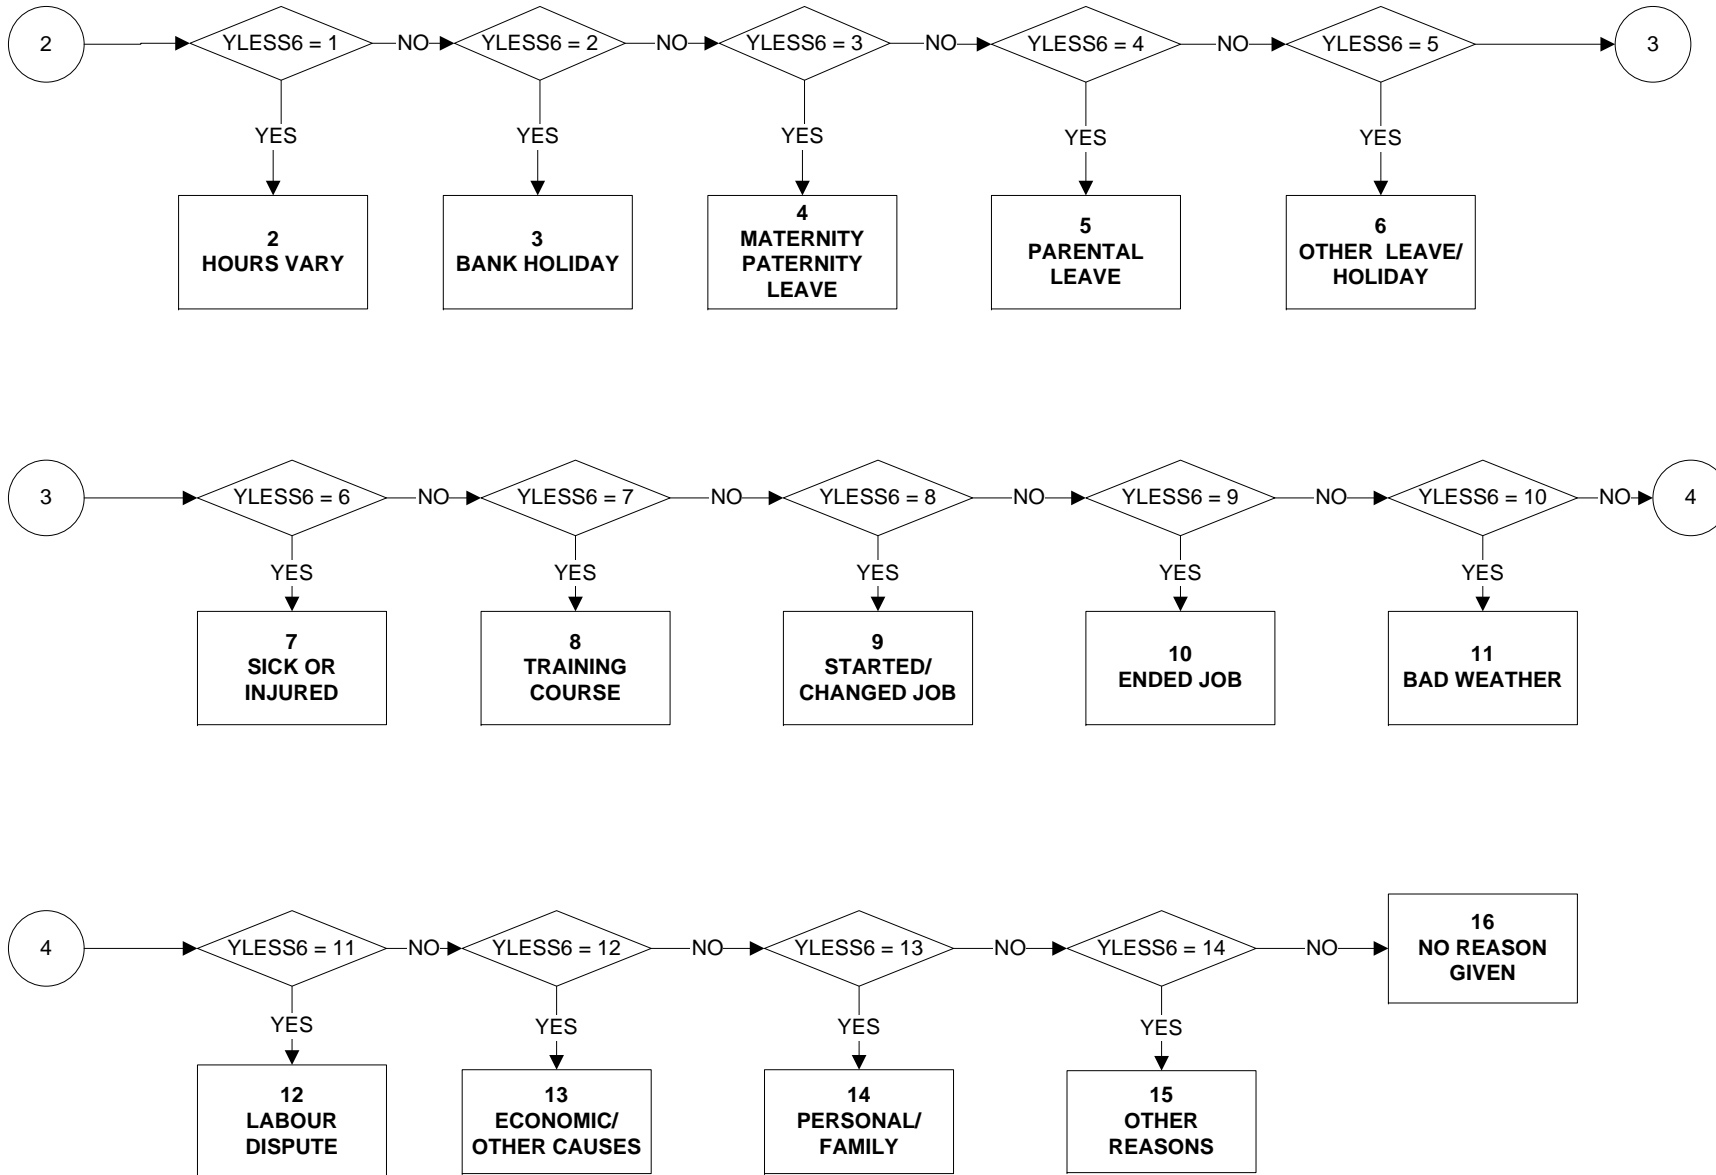 2
YLESS6 = 1
NO
YLESS6 = 2
NO
YLESS6 = 3
NO
YLESS6 = 4
NO
YLESS6 = 5
3
YES
YES
YES
YES
YES
2
HOURS VARY
3
BANK HOLIDAY
4
MATERNITY
PATERNITY
LEAVE
5
PARENTAL
LEAVE
6
OTHER LEAVE/
HOLIDAY
3
YLESS6 = 6
NO
YLESS6 = 7
NO
YLESS6 = 8
NO
YLESS6 = 9
NO
YLESS6 = 10
NO
4
YES
YES
YES
YES
YES
7
SICK OR
INJURED
8
TRAINING
COURSE
9
STARTED/
CHANGED JOB
10
ENDED JOB
11
BAD WEATHER
4
YLESS6 = 11
NO
YLESS6 = 12
NO
YLESS6 = 13
NO
YLESS6 = 14
NO
16
NO REASON
GIVEN
YES
YES
YES
YES
12
LABOUR
DISPUTE
13
ECONOMIC/
OTHER CAUSES
14
PERSONAL/
FAMILY
15
OTHER
REASONS